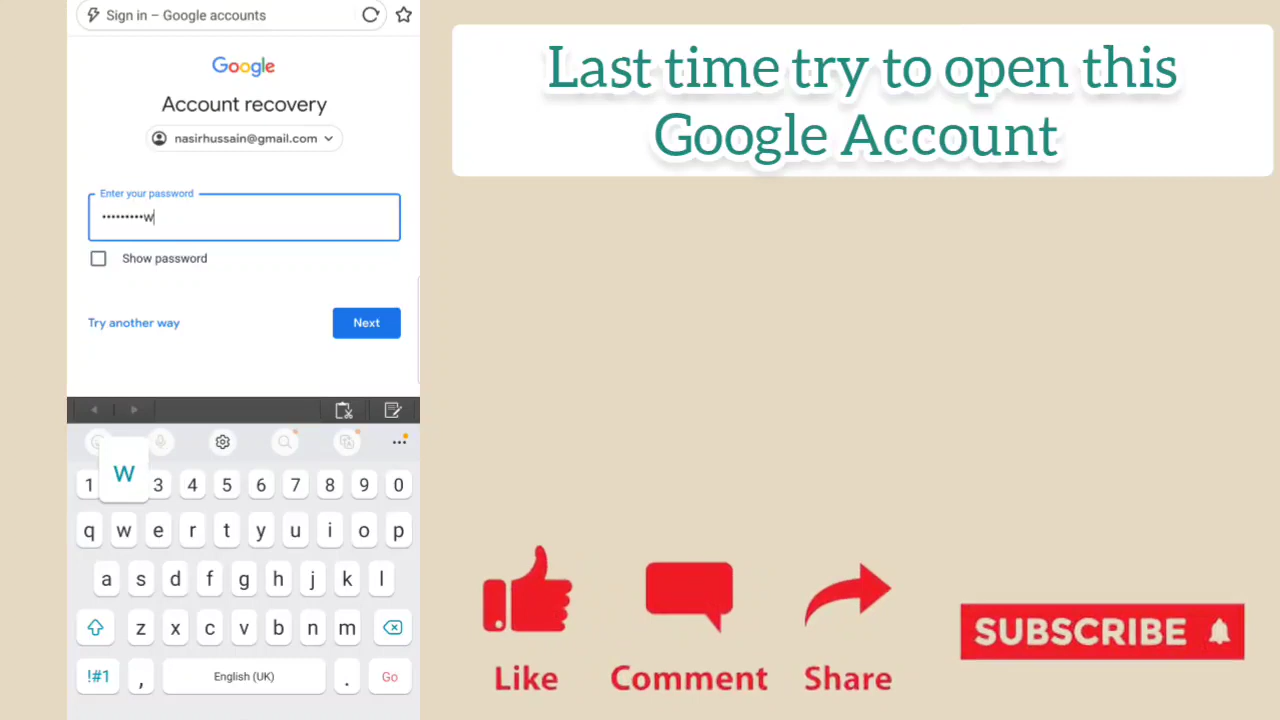 Sign in – Google accounts
Google
Account recovery
nasirhussain@gmail.com
Enter your password
•••••••••w
Show password
Try another way
Next
W
1 3 4 5 6 7 8 9 0
q w e r t y u i o p
a s d f g h j k l
z x c v b n m
!#1 , English (UK) . Go
Last time try to open this
Google Account
Like Comment Share
SUBSCRIBE